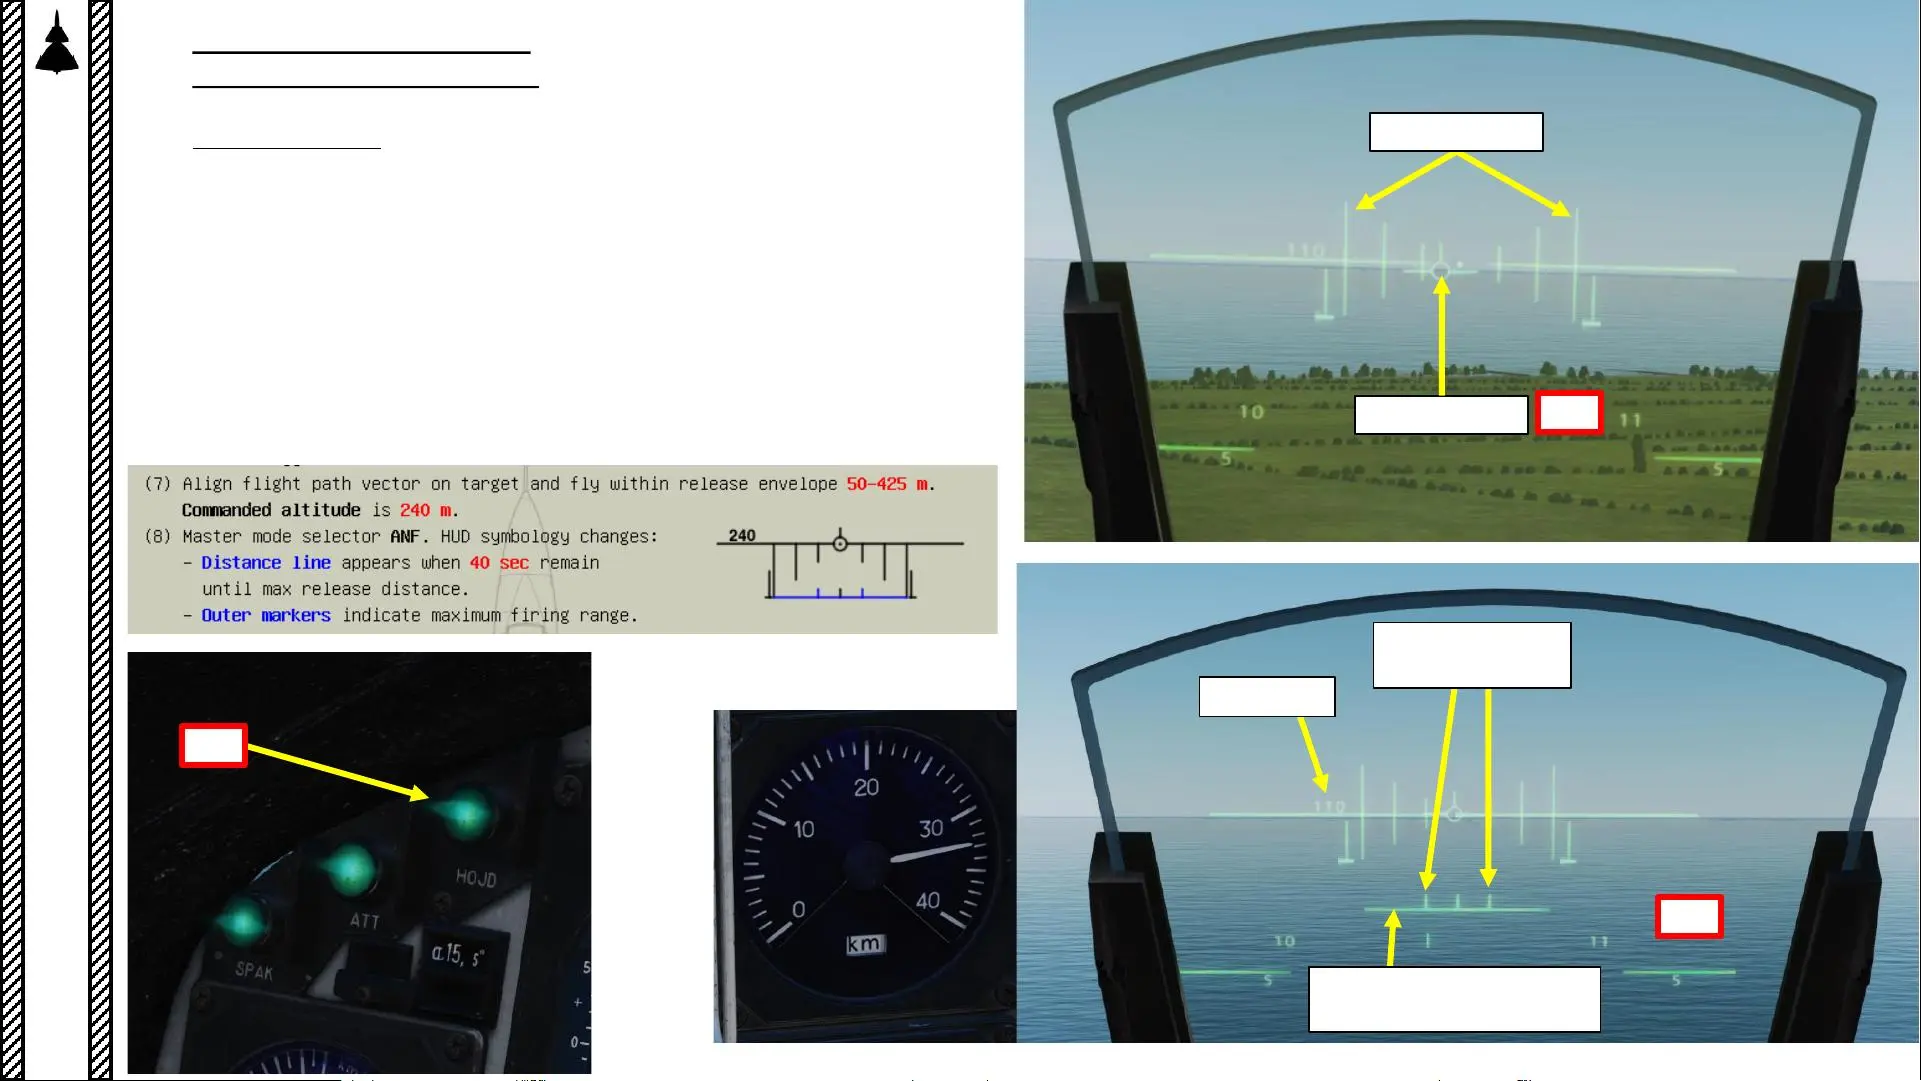 (7) Align flight path vector on target and fly within release envelope 50-425 m.
Commanded altitude is 240 m.
(8) Master mode selector ANF. HUD symbology changes:
- Distance line appears when 40 sec remain
until max release distance.
- Outer markers indicate maximum firing range.
240
110
10
11
5
5
HOJD
ATT
SPAK
α15, s°
5
+
0
km
20
10
30
0
40
km
110
10
11
5
5